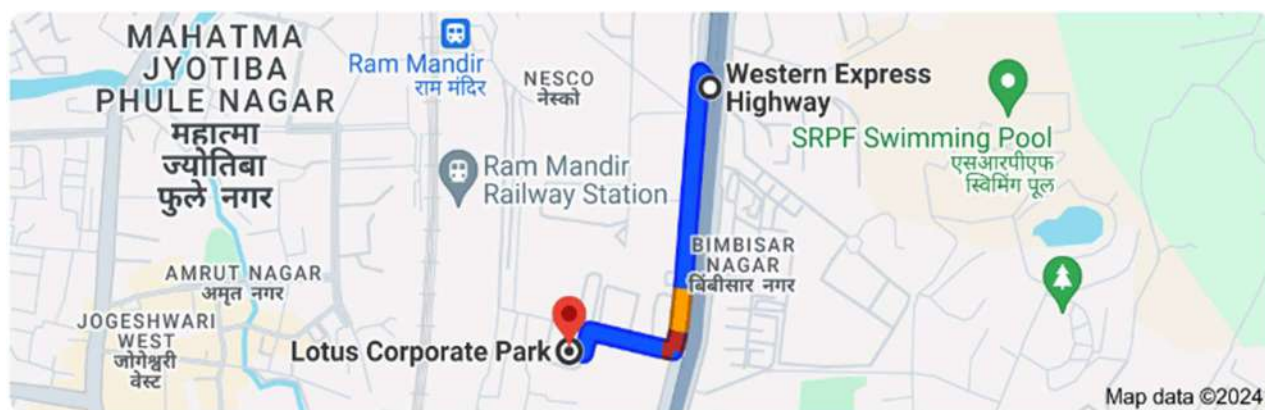 MAHATMA
JYOTIBA
PHULE NAGAR
महात्मा
ज्योतिबा
फुले नगर
Ram Mandir
राम मंदिर
NESCO
नेस्को
Western Express
Highway
SRPF Swimming Pool
एसआरपीएफ
स्विमिंग पूल
Ram Mandir
Railway Station
BIMBISAR
NAGAR
बिंबीसार नगर
AMRUT NAGAR
अमृत नगर
JOGESHWARI
WEST
जोगेश्वरी
वेस्ट
Lotus Corporate Park
Map data ©2024